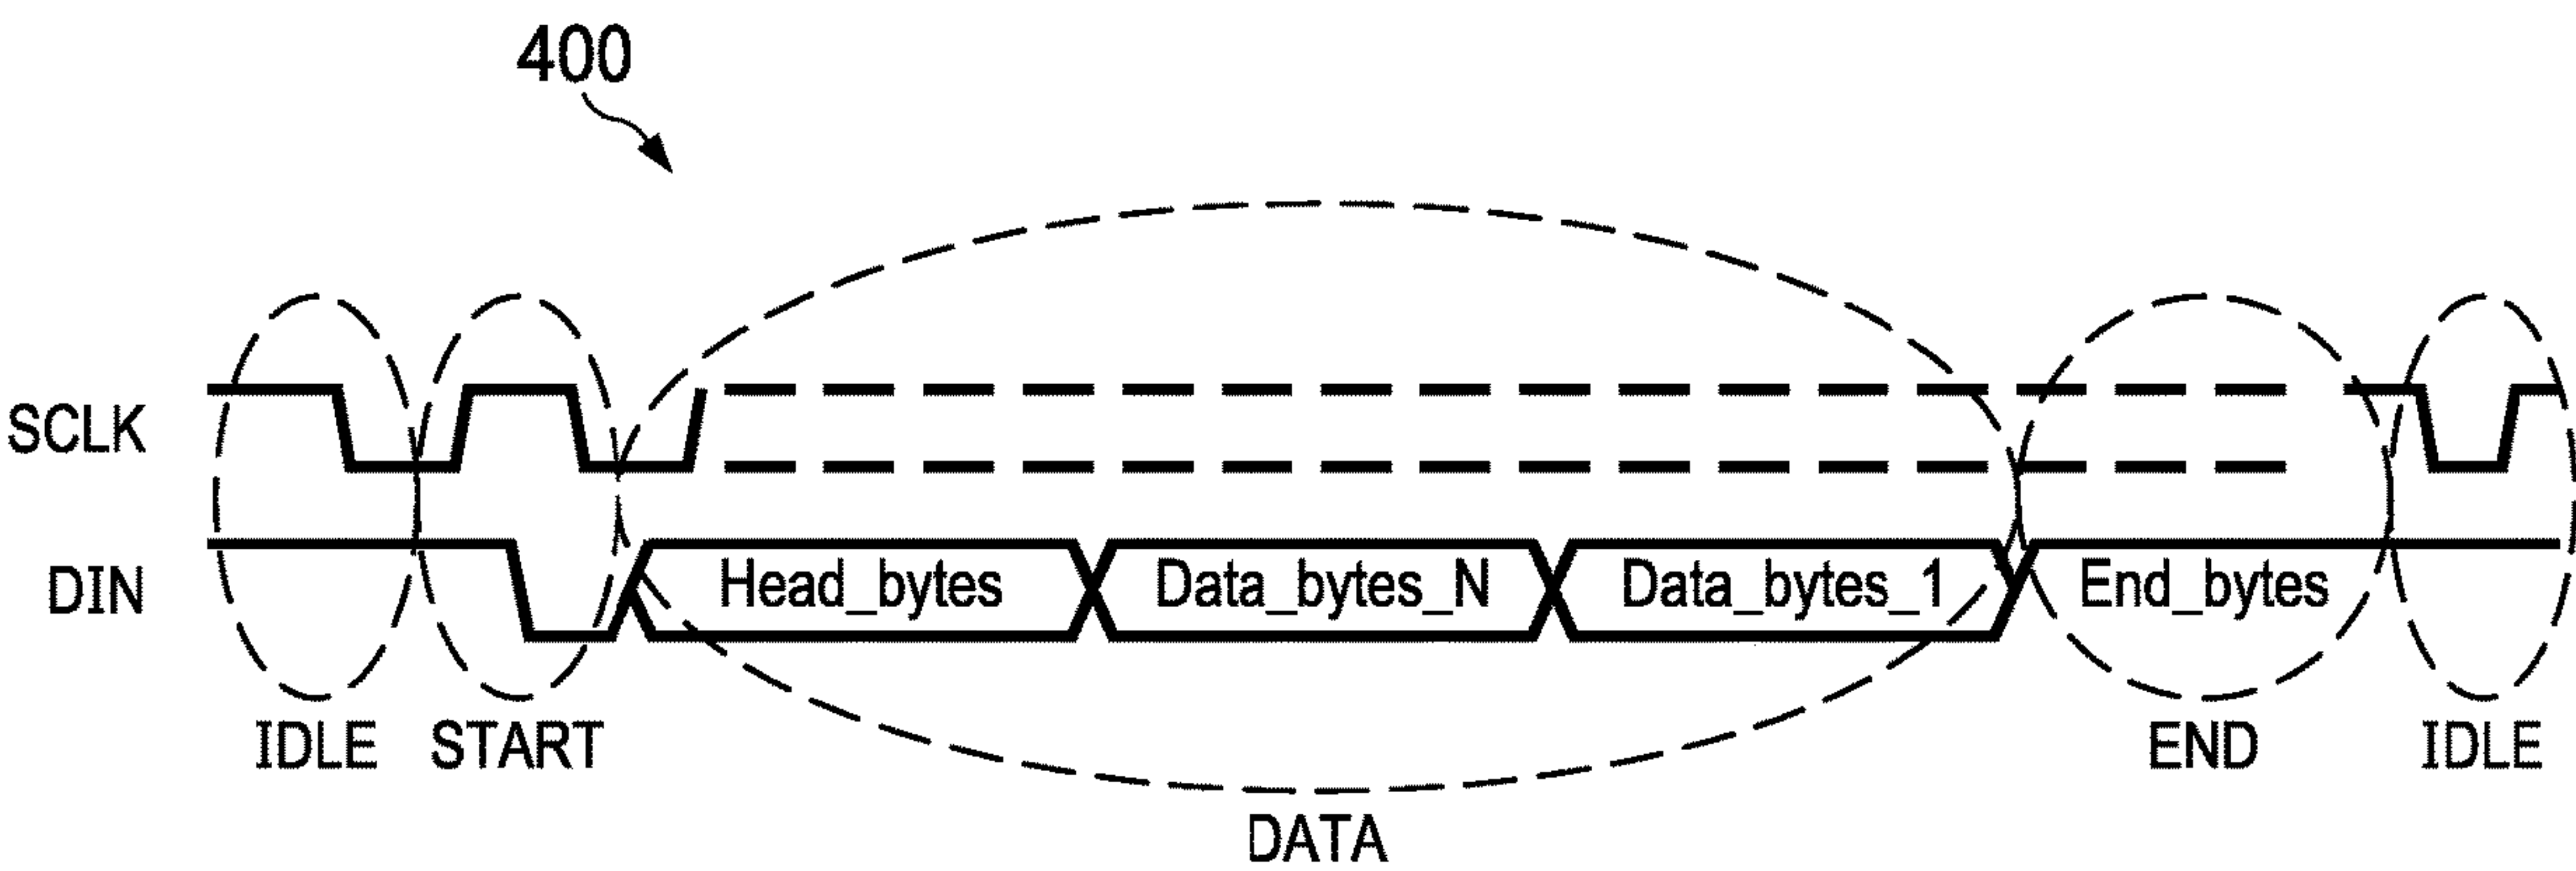 400
SCLK
DIN Head_bytes Data_bytes_N Data_bytes_1 End_bytes
IDLE START END IDLE
DATA